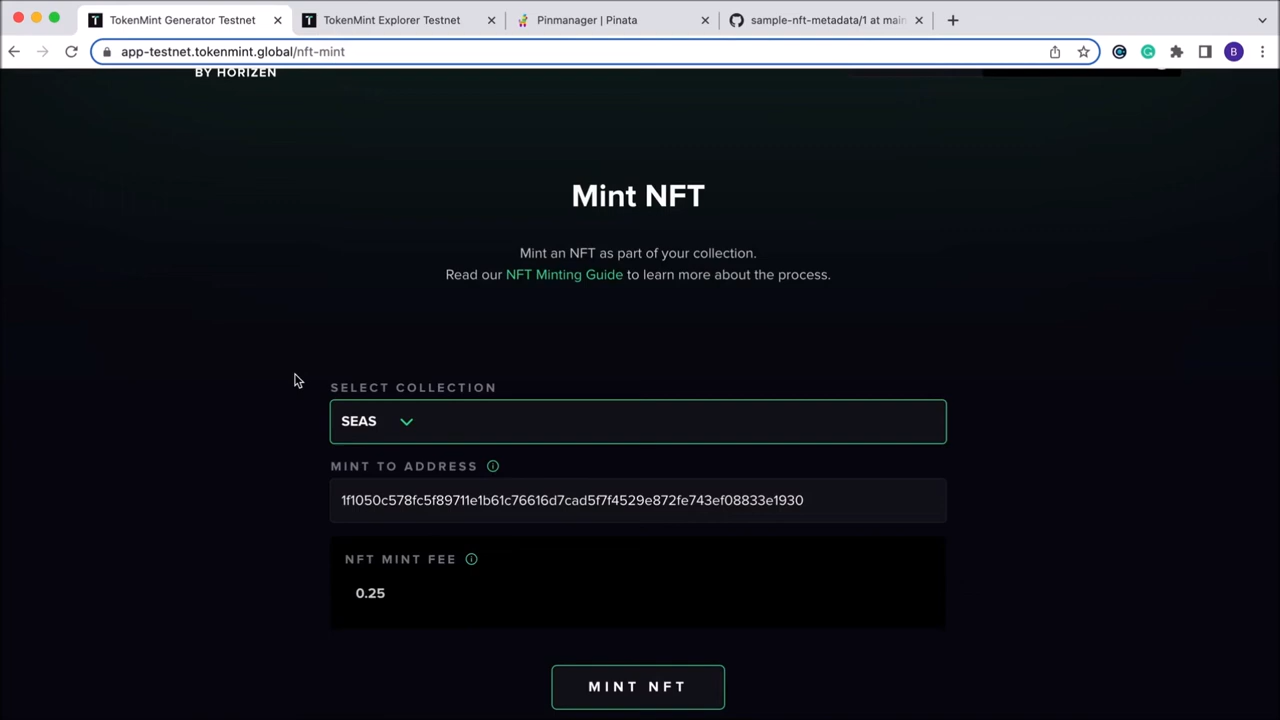 TokenMint Generator Testnet
TokenMint Explorer Testnet
Pinmanager | Pinata
sample-nft-metadata/1 at main
app-testnet.tokenmint.global/nft-mint
B
BY HORIZEN
Mint NFT
Mint an NFT as part of your collection.
Read our NFT Minting Guide to learn more about the process.
SELECT COLLECTION
SEAS
MINT TO ADDRESS
1f1050c578fc5f89711e1b61c76616d7cad5f7f4529e872fe743ef08833e1930
NFT MINT FEE
0.25
MINT NFT